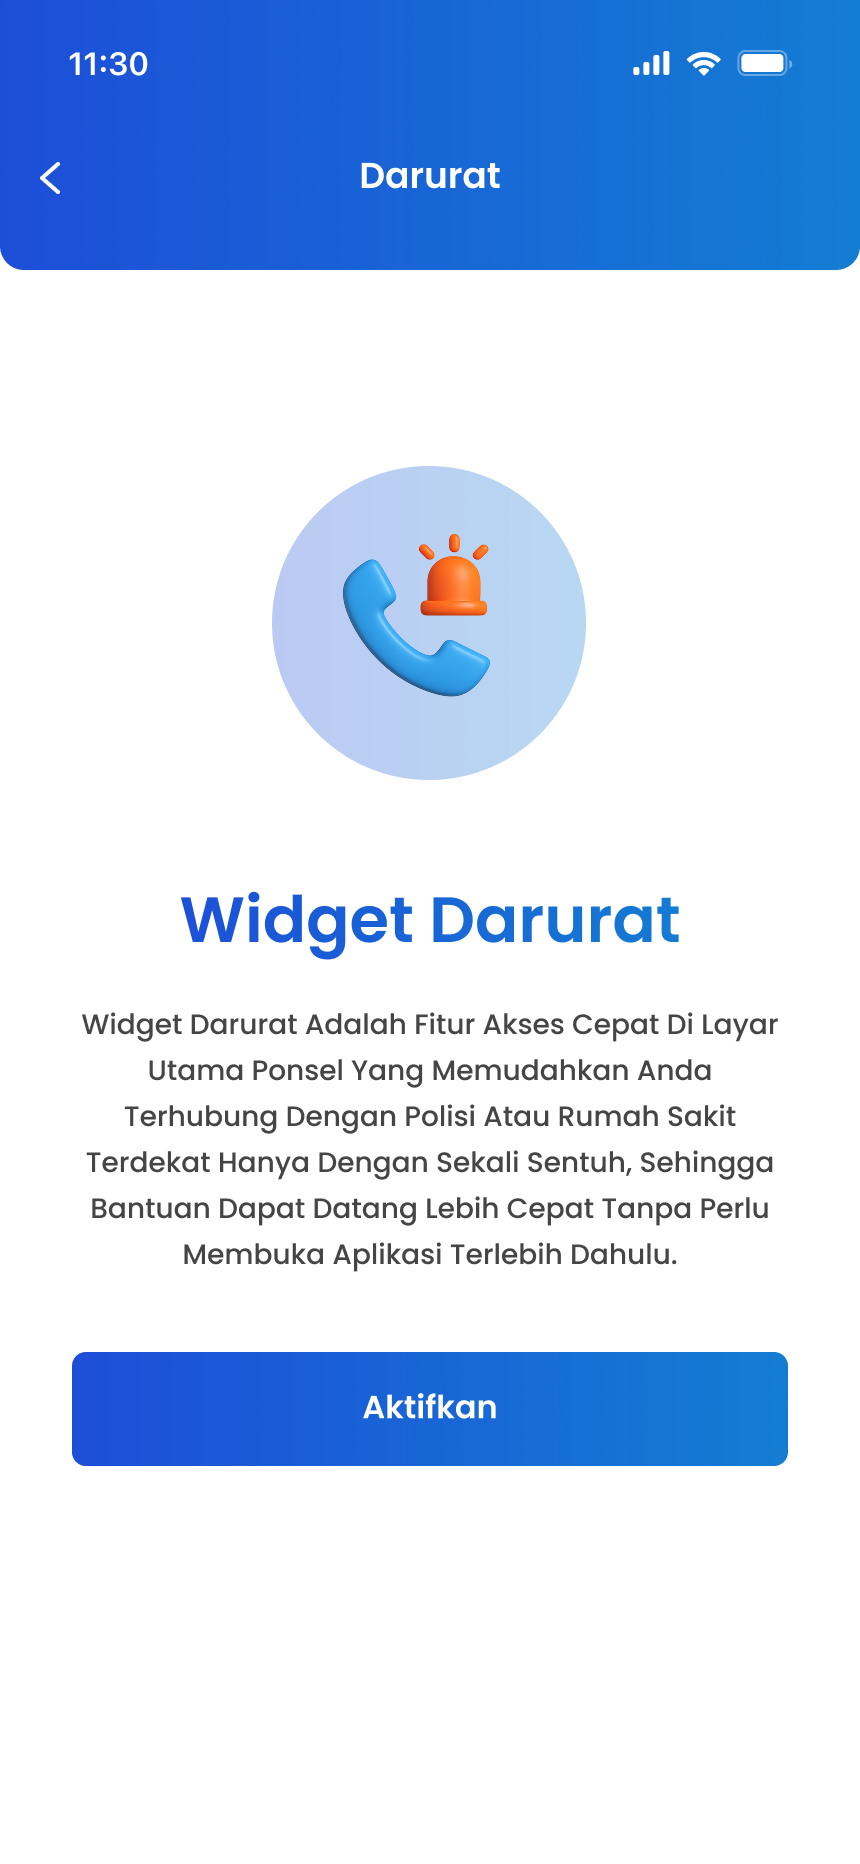 11:30
Darurat
Widget Darurat
Widget Darurat Adalah Fitur Akses Cepat Di Layar
Utama Ponsel Yang Memudahkan Anda
Terhubung Dengan Polisi Atau Rumah Sakit
Terdekat Hanya Dengan Sekali Sentuh, Sehingga
Bantuan Dapat Datang Lebih Cepat Tanpa Perlu
Membuka Aplikasi Terlebih Dahulu.
Aktifkan